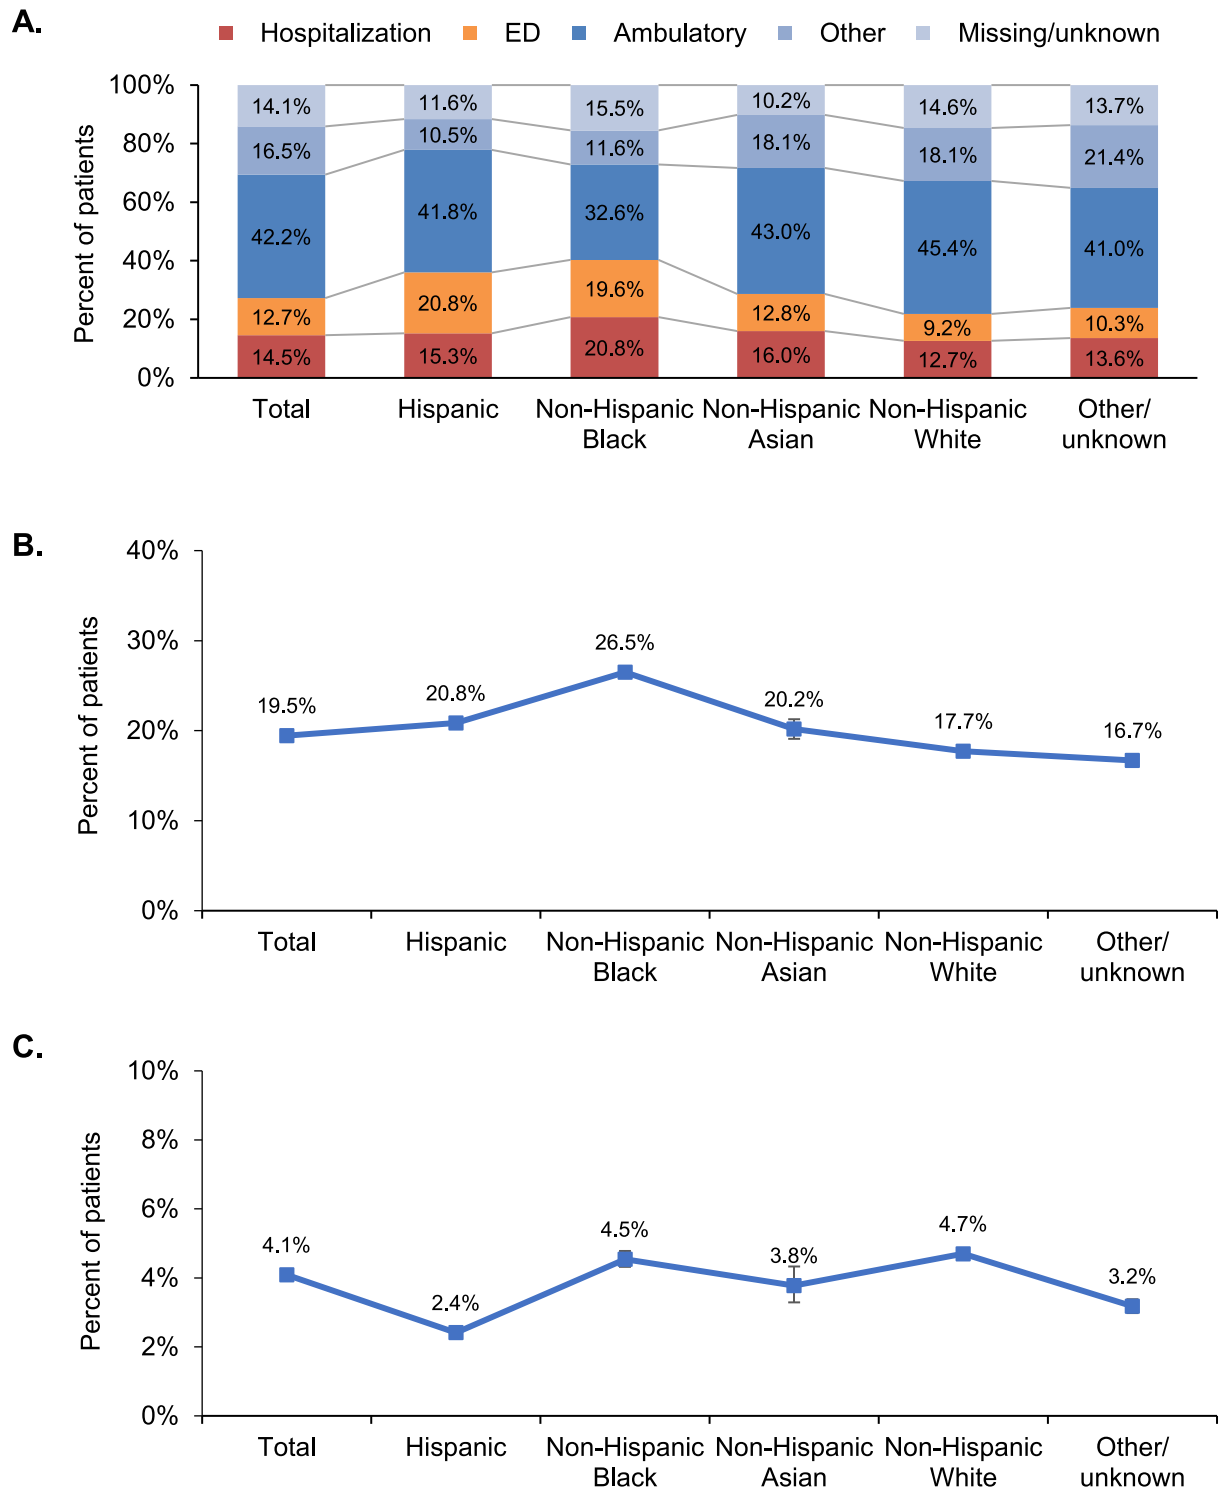 A.
Hospitalization ED Ambulatory Other Missing/unknown
Percent of patients
100%
80%
60%
40%
20%
0%
14.1% 11.6% 15.5% 10.2% 14.6% 13.7%
16.5% 10.5% 11.6% 18.1% 18.1% 21.4%
42.2% 41.8% 32.6% 43.0% 45.4% 41.0%
12.7% 20.8% 19.6% 12.8% 9.2% 10.3%
14.5% 15.3% 20.8% 16.0% 12.7% 13.6%
Total Hispanic Non-Hispanic Non-Hispanic Non-Hispanic Other/
Black Asian White unknown
B.
Percent of patients
40%
30%
20%
10%
0%
19.5% 20.8% 26.5% 20.2% 17.7% 16.7%
Total Hispanic Non-Hispanic Non-Hispanic Non-Hispanic Other/
Black Asian White unknown
C.
Percent of patients
10%
8%
6%
4%
2%
0%
4.1% 2.4% 4.5% 3.8% 4.7% 3.2%
Total Hispanic Non-Hispanic Non-Hispanic Non-Hispanic Other/
Black Asian White unknown